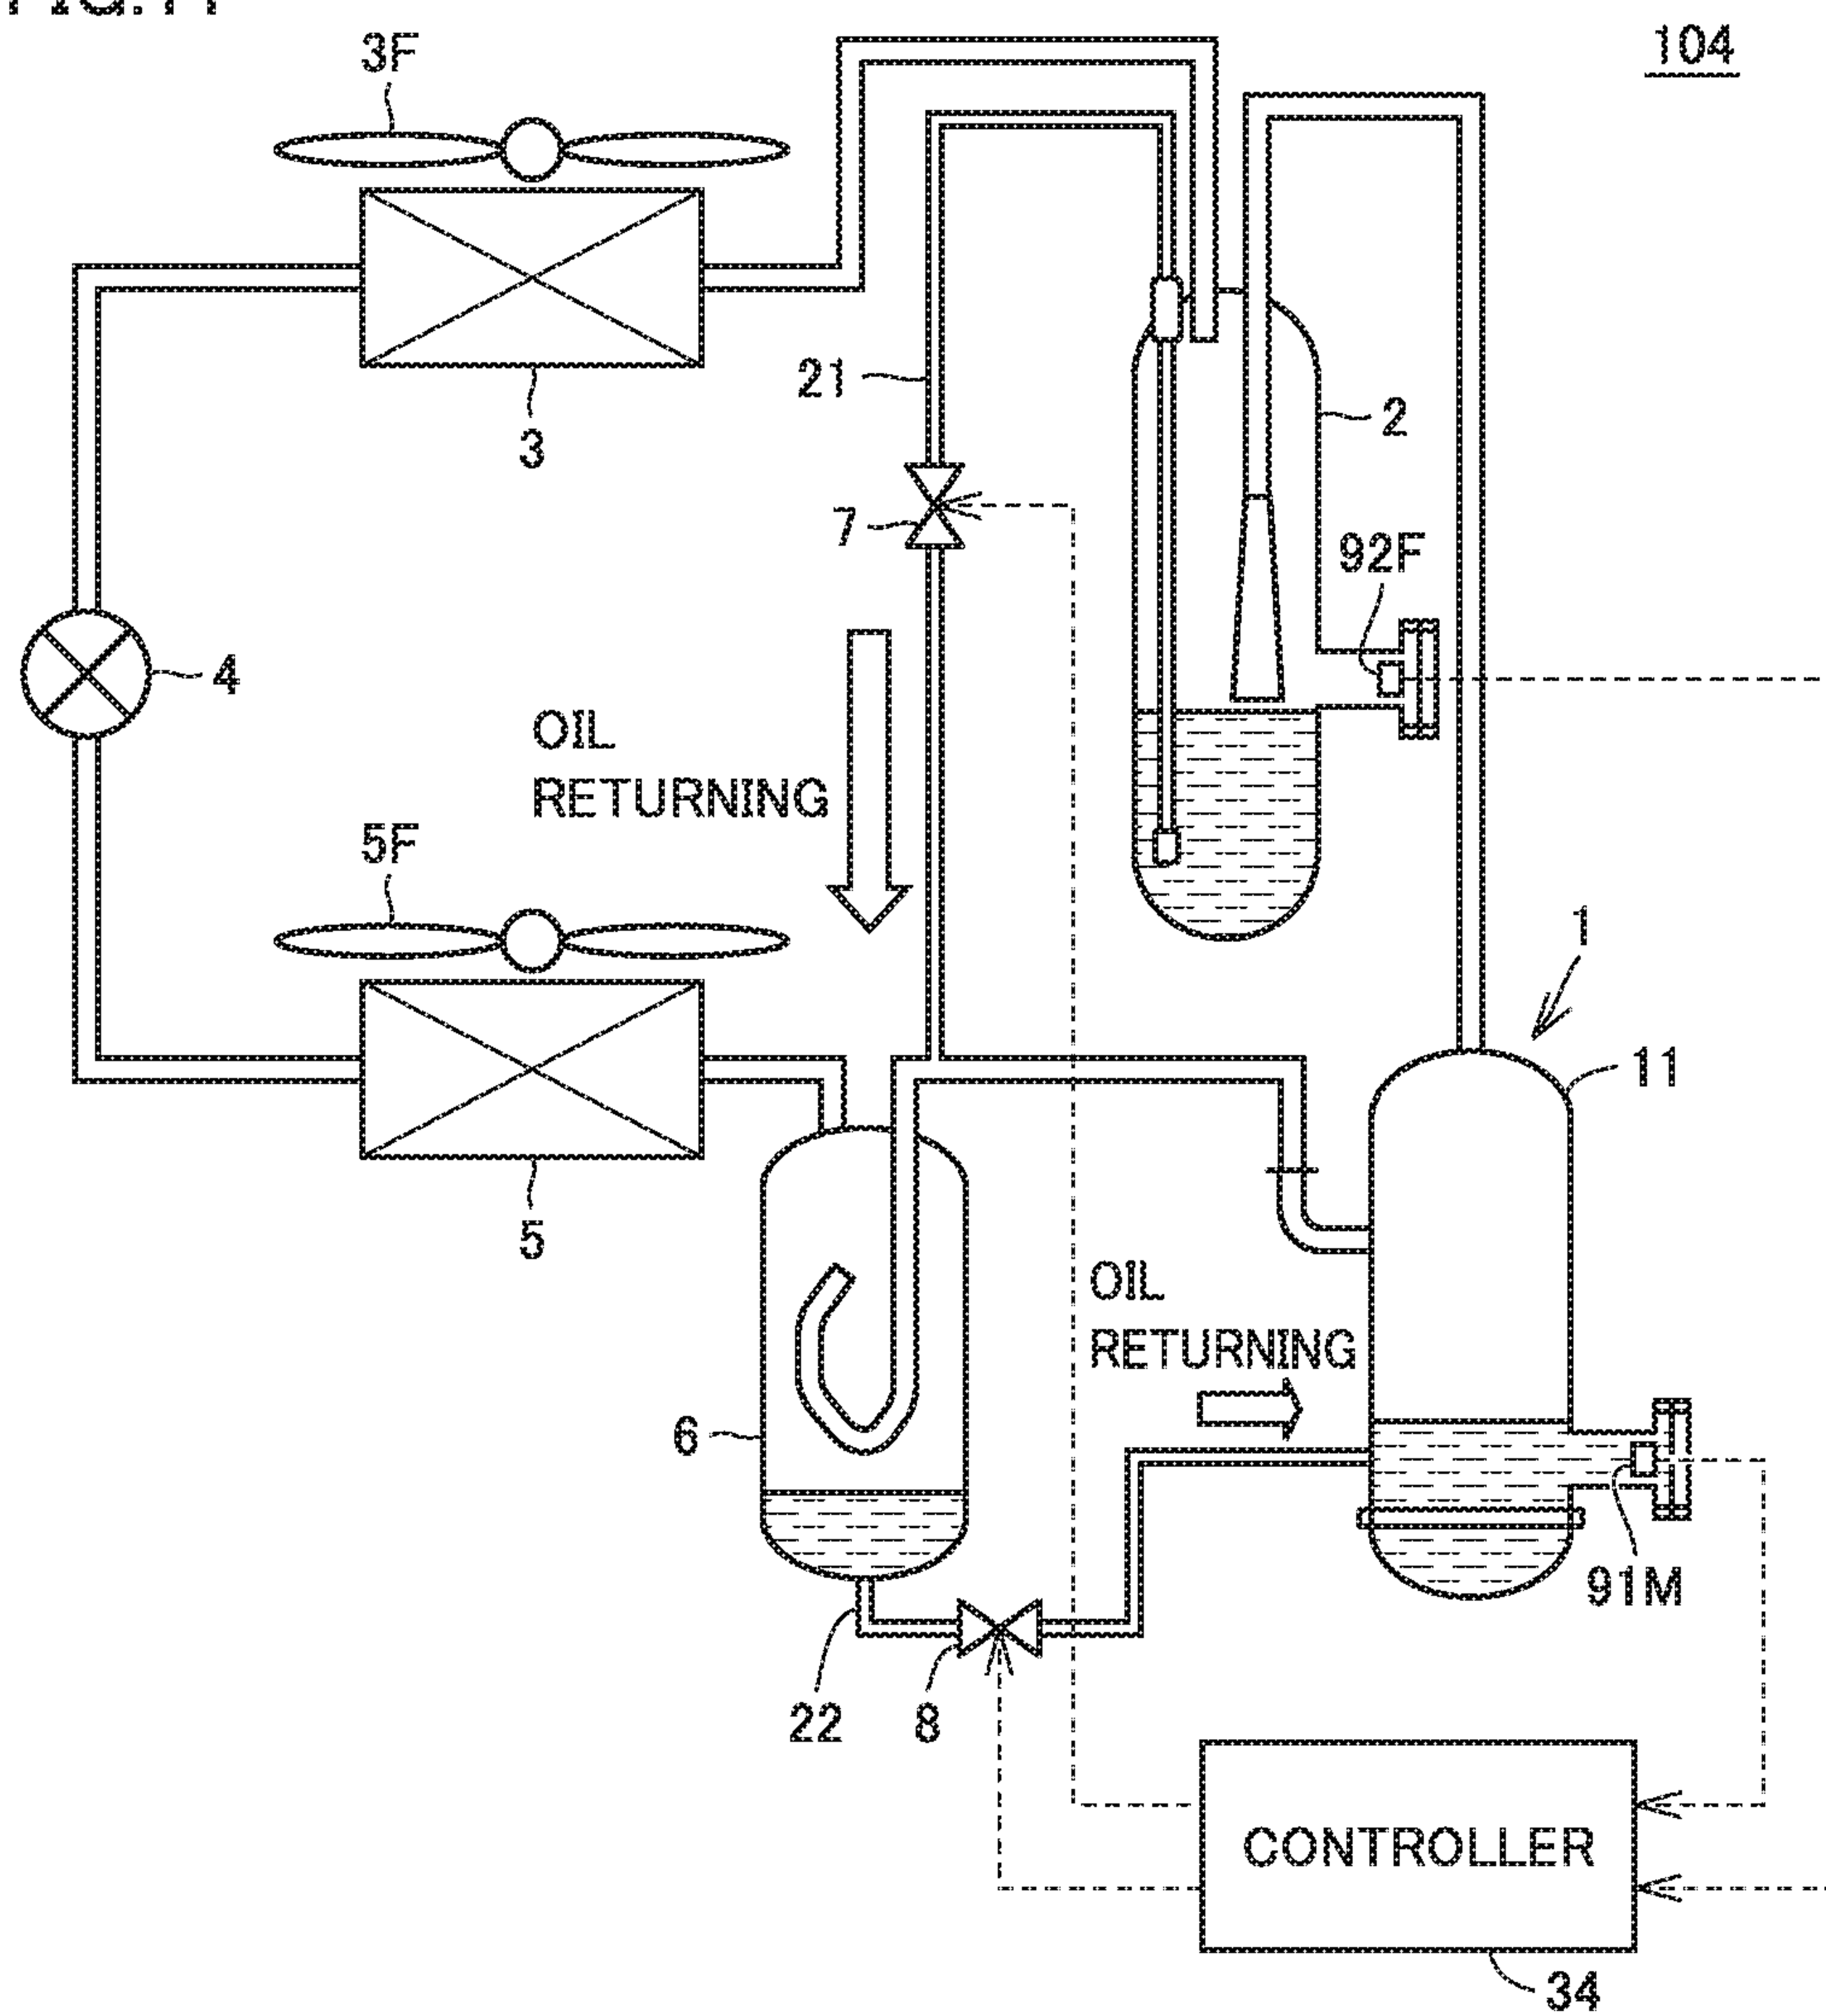 104
3F
3
21
2
7
92F
4
OIL
RETURNING
5F
1
11
5
OIL
RETURNING
6
91M
22
8
CONTROLLER
34